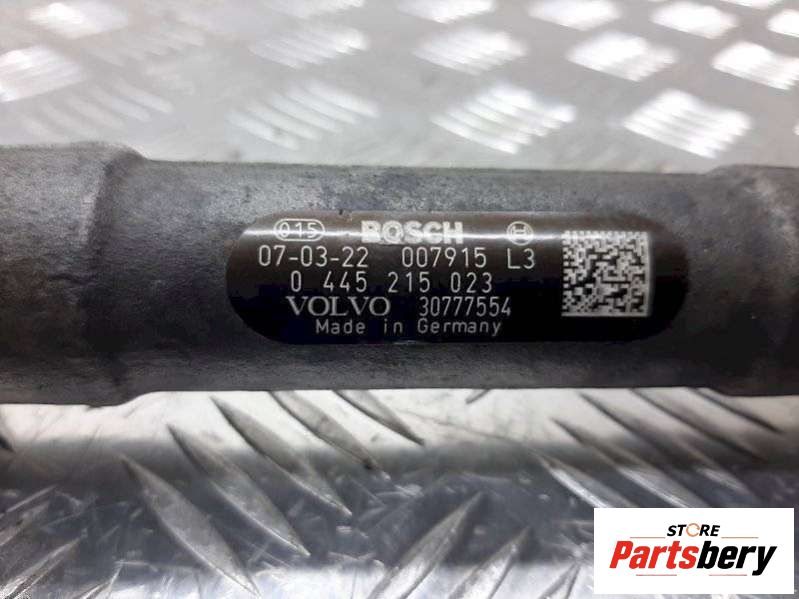 015 BOSCH
07-03-22 007915 L3
0 445 215 023
VOLVO 30777554
Made in Germany
STORE
Partsbery